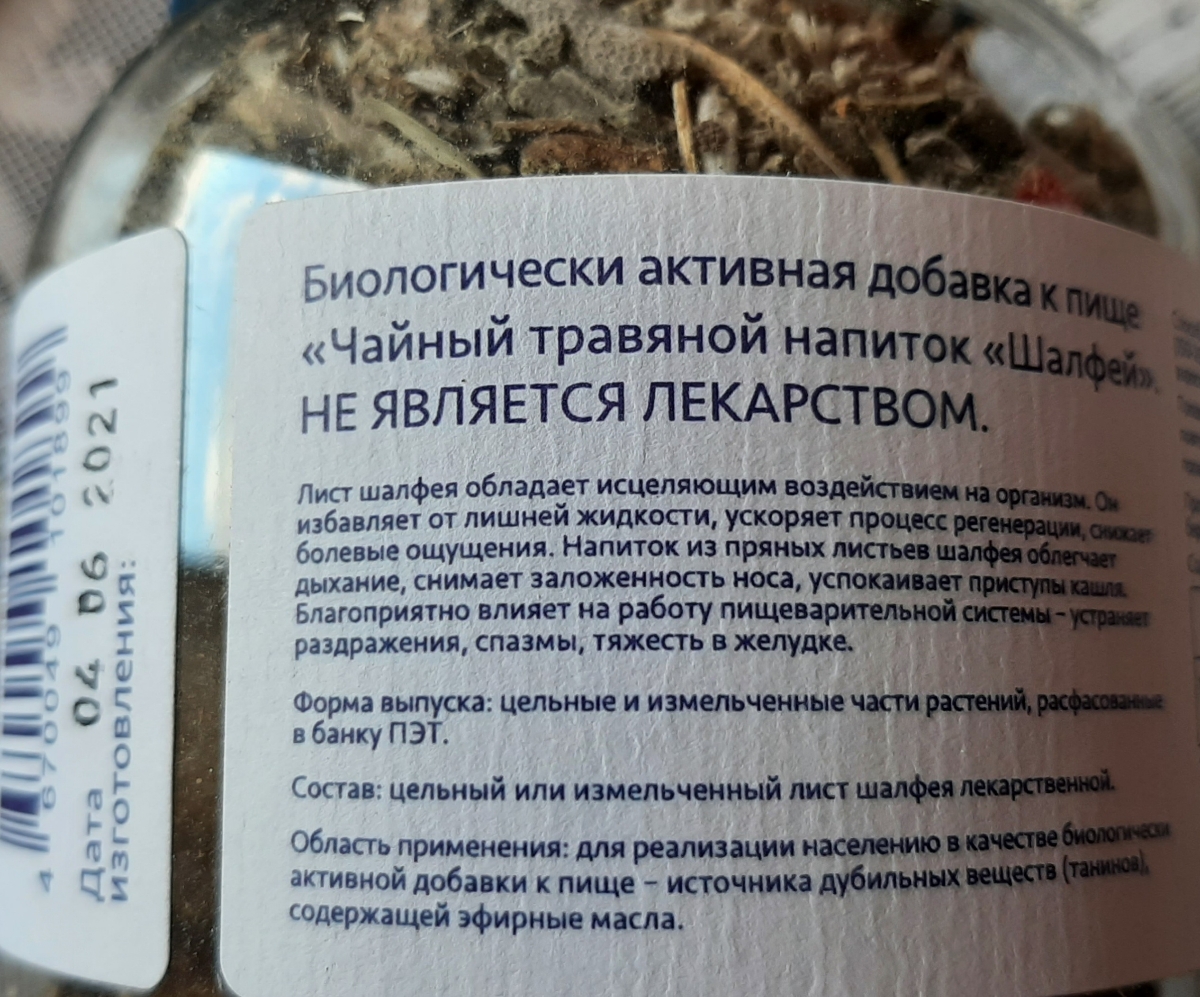 Биологически активная добавка к пище
«Чайный травяной напиток «Шалфей».
НЕ ЯВЛЯЕТСЯ ЛЕКАРСТВОМ.
Лист шалфея обладает исцеляющим воздействием на организм. Он
избавляет от лишней жидкости, ускоряет процесс регенерации, снижает
болевые ощущения. Напиток из пряных листьев шалфея облегчает
дыхание, снимает заложенность носа, успокаивает приступы кашля.
Благоприятно влияет на работу пищеварительной системы – устраняет
раздражения, спазмы, тяжесть в желудке.
Форма выпуска: цельные и измельченные части растений, расфасованные
в банку ПЭТ.
Состав: цельный или измельченный лист шалфея лекарственной.
Область применения: для реализации населению в качестве биологически
активной добавки к пище – источника дубильных веществ (танинов),
содержащей эфирные масла.
4 670049 101899
Дата 04 06 2021
изготовления: